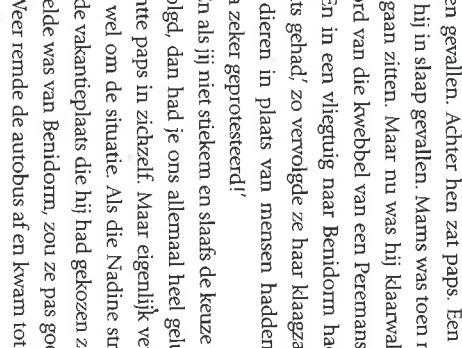 en gevallen. Achter hen zat paps. Een
hij in slaap gevallen. Mams was toen
gaan zitten. Maar nu was hij klaarwak
ord van die kwebbel van een Peremans
En in een vliegtuig naar Benidorm had
ts gehad,' zo vervolgde ze haar klaagza
dieren in plaats van mensen hadden
zeker geprotesteerd!'
n als jij niet stiekem en slaafs de keuze
olgd, dan had je ons allemaal heel gelu
ntte paps in zichzelf. Maar eigenlijk ve
wel om de situatie. Als die Nadine str
de vakantieplaats die hij had gekozen z
elde was van Benidorm, zou ze pas goe
Weer remde de autobus af en kwam tot